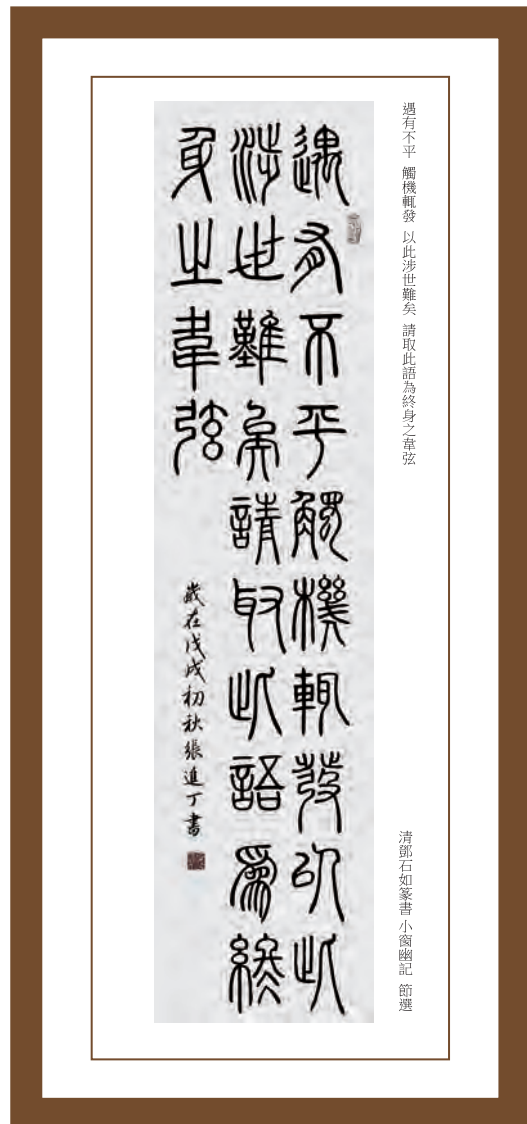 遇有不平 觸機輒發 以此涉世難矣 請取此語為終身之韋弦
清鄧石如篆書 小窗幽記 節選
遇有不平觸機輒發以此
涉世難矣請取此語為終
身之韋弦
歲在戊戌初秋張進丁書